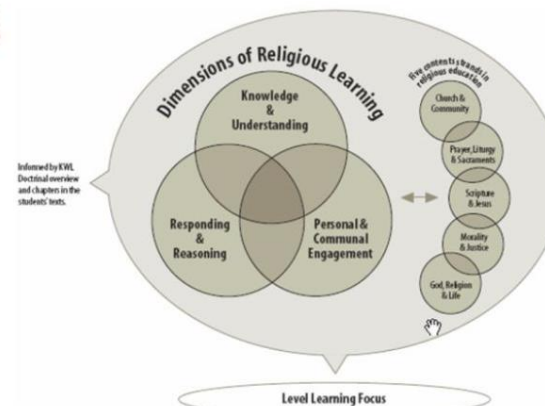 Dimensions of Religious Learning
Knowledge
&
Understanding
Responding
&
Reasoning
Personal &
Communal
Engagement
Informed by KWL
Doctrinal overview
and chapters in the
students' texts.
Five content strands in
religious education
Church &
Community
Prayer, Liturgy
& Sacraments
Scripture
& Jesus
Morality
& Justice
God, Religion
& Life
Level Learning Focus